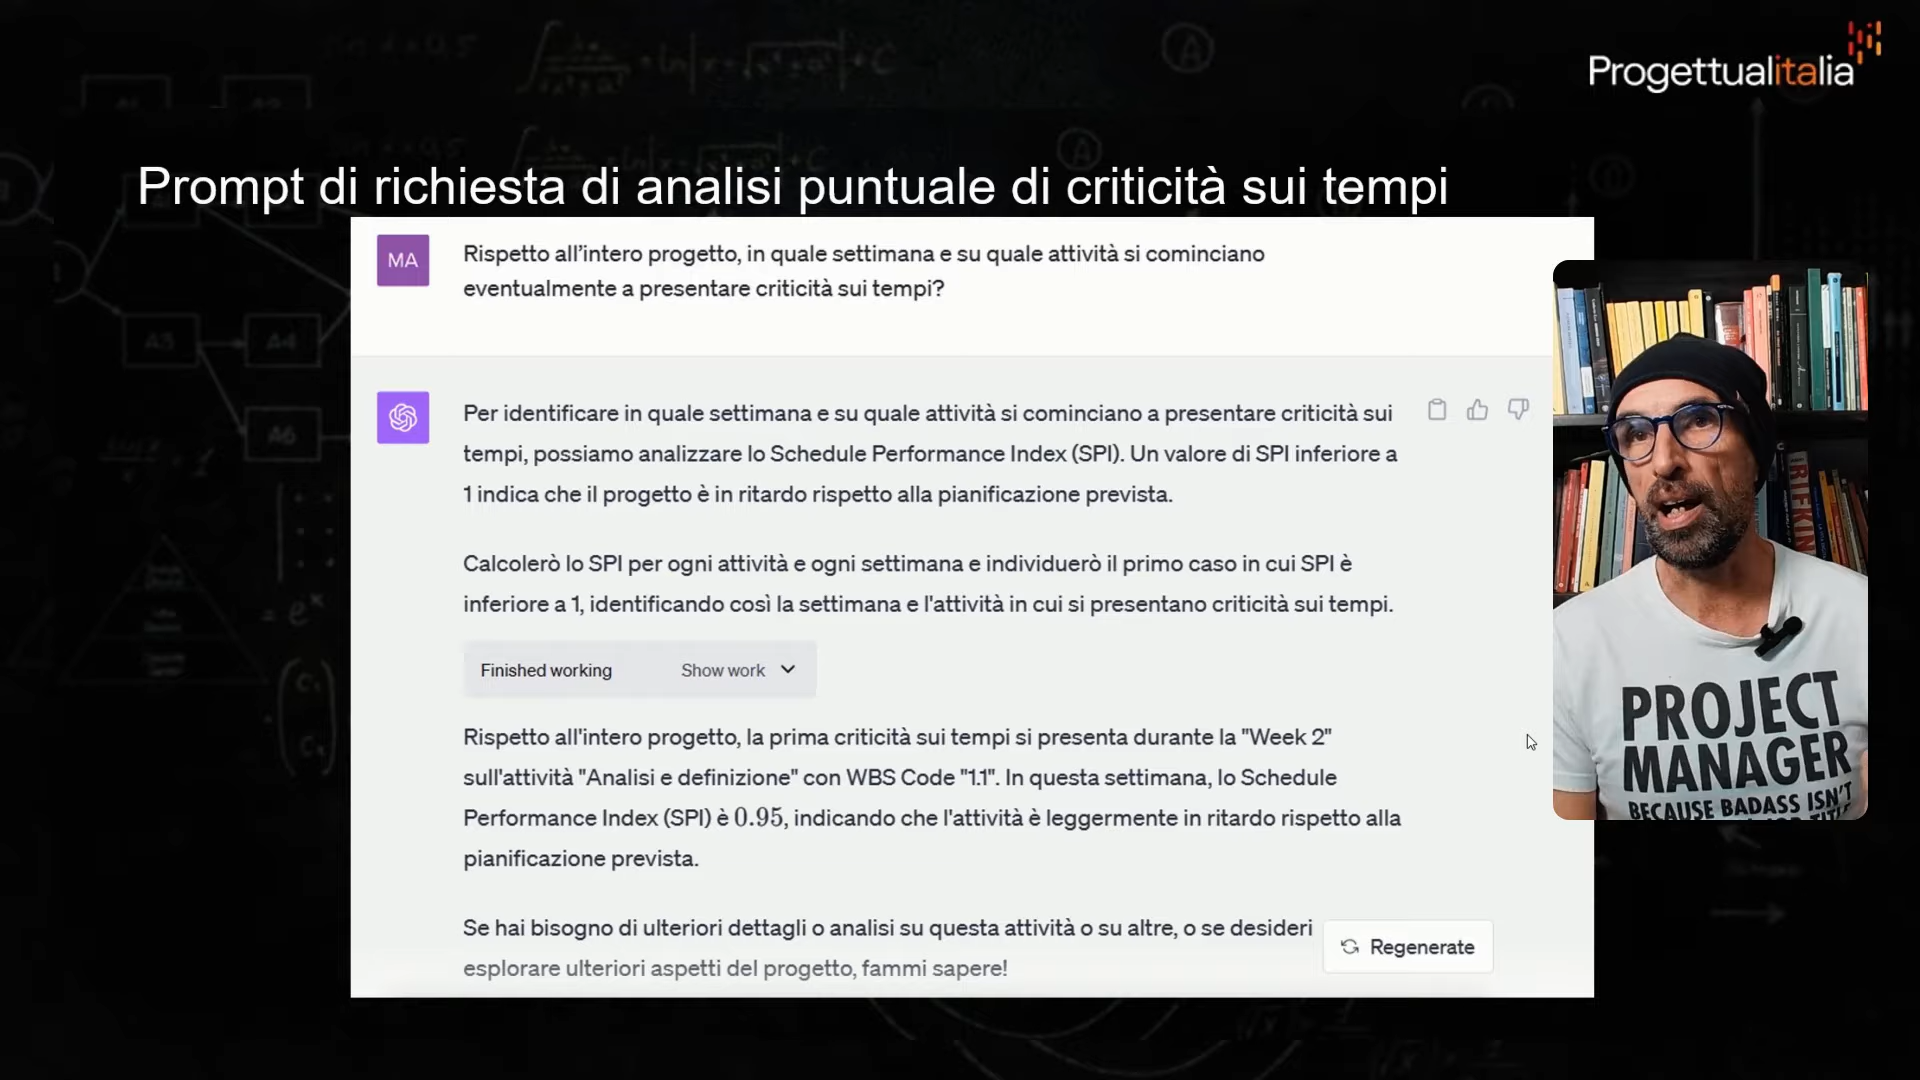 Progettualitalia
Prompt di richiesta di analisi puntuale di criticità sui tempi
MA
Rispetto all’intero progetto, in quale settimana e su quale attività si cominciano
eventualmente a presentare criticità sui tempi?
Per identificare in quale settimana e su quale attività si cominciano a presentare criticità sui
tempi, possiamo analizzare lo Schedule Performance Index (SPI). Un valore di SPI inferiore a
1 indica che il progetto è in ritardo rispetto alla pianificazione prevista.
Calcolerò lo SPI per ogni attività e ogni settimana e individuerò il primo caso in cui SPI è
inferiore a 1, identificando così la settimana e l'attività in cui si presentano criticità sui tempi.
Finished working Show work
Rispetto all'intero progetto, la prima criticità sui tempi si presenta durante la "Week 2"
sull'attività "Analisi e definizione" con WBS Code "1.1". In questa settimana, lo Schedule
Performance Index (SPI) è 0.95, indicando che l'attività è leggermente in ritardo rispetto alla
pianificazione prevista.
Se hai bisogno di ulteriori dettagli o analisi su questa attività o su altre, o se desideri
esplorare ulteriori aspetti del progetto, fammi sapere!
Regenerate
PROJECT
MANAGER
BECAUSE BADASS ISN'T
A3
A4
A6